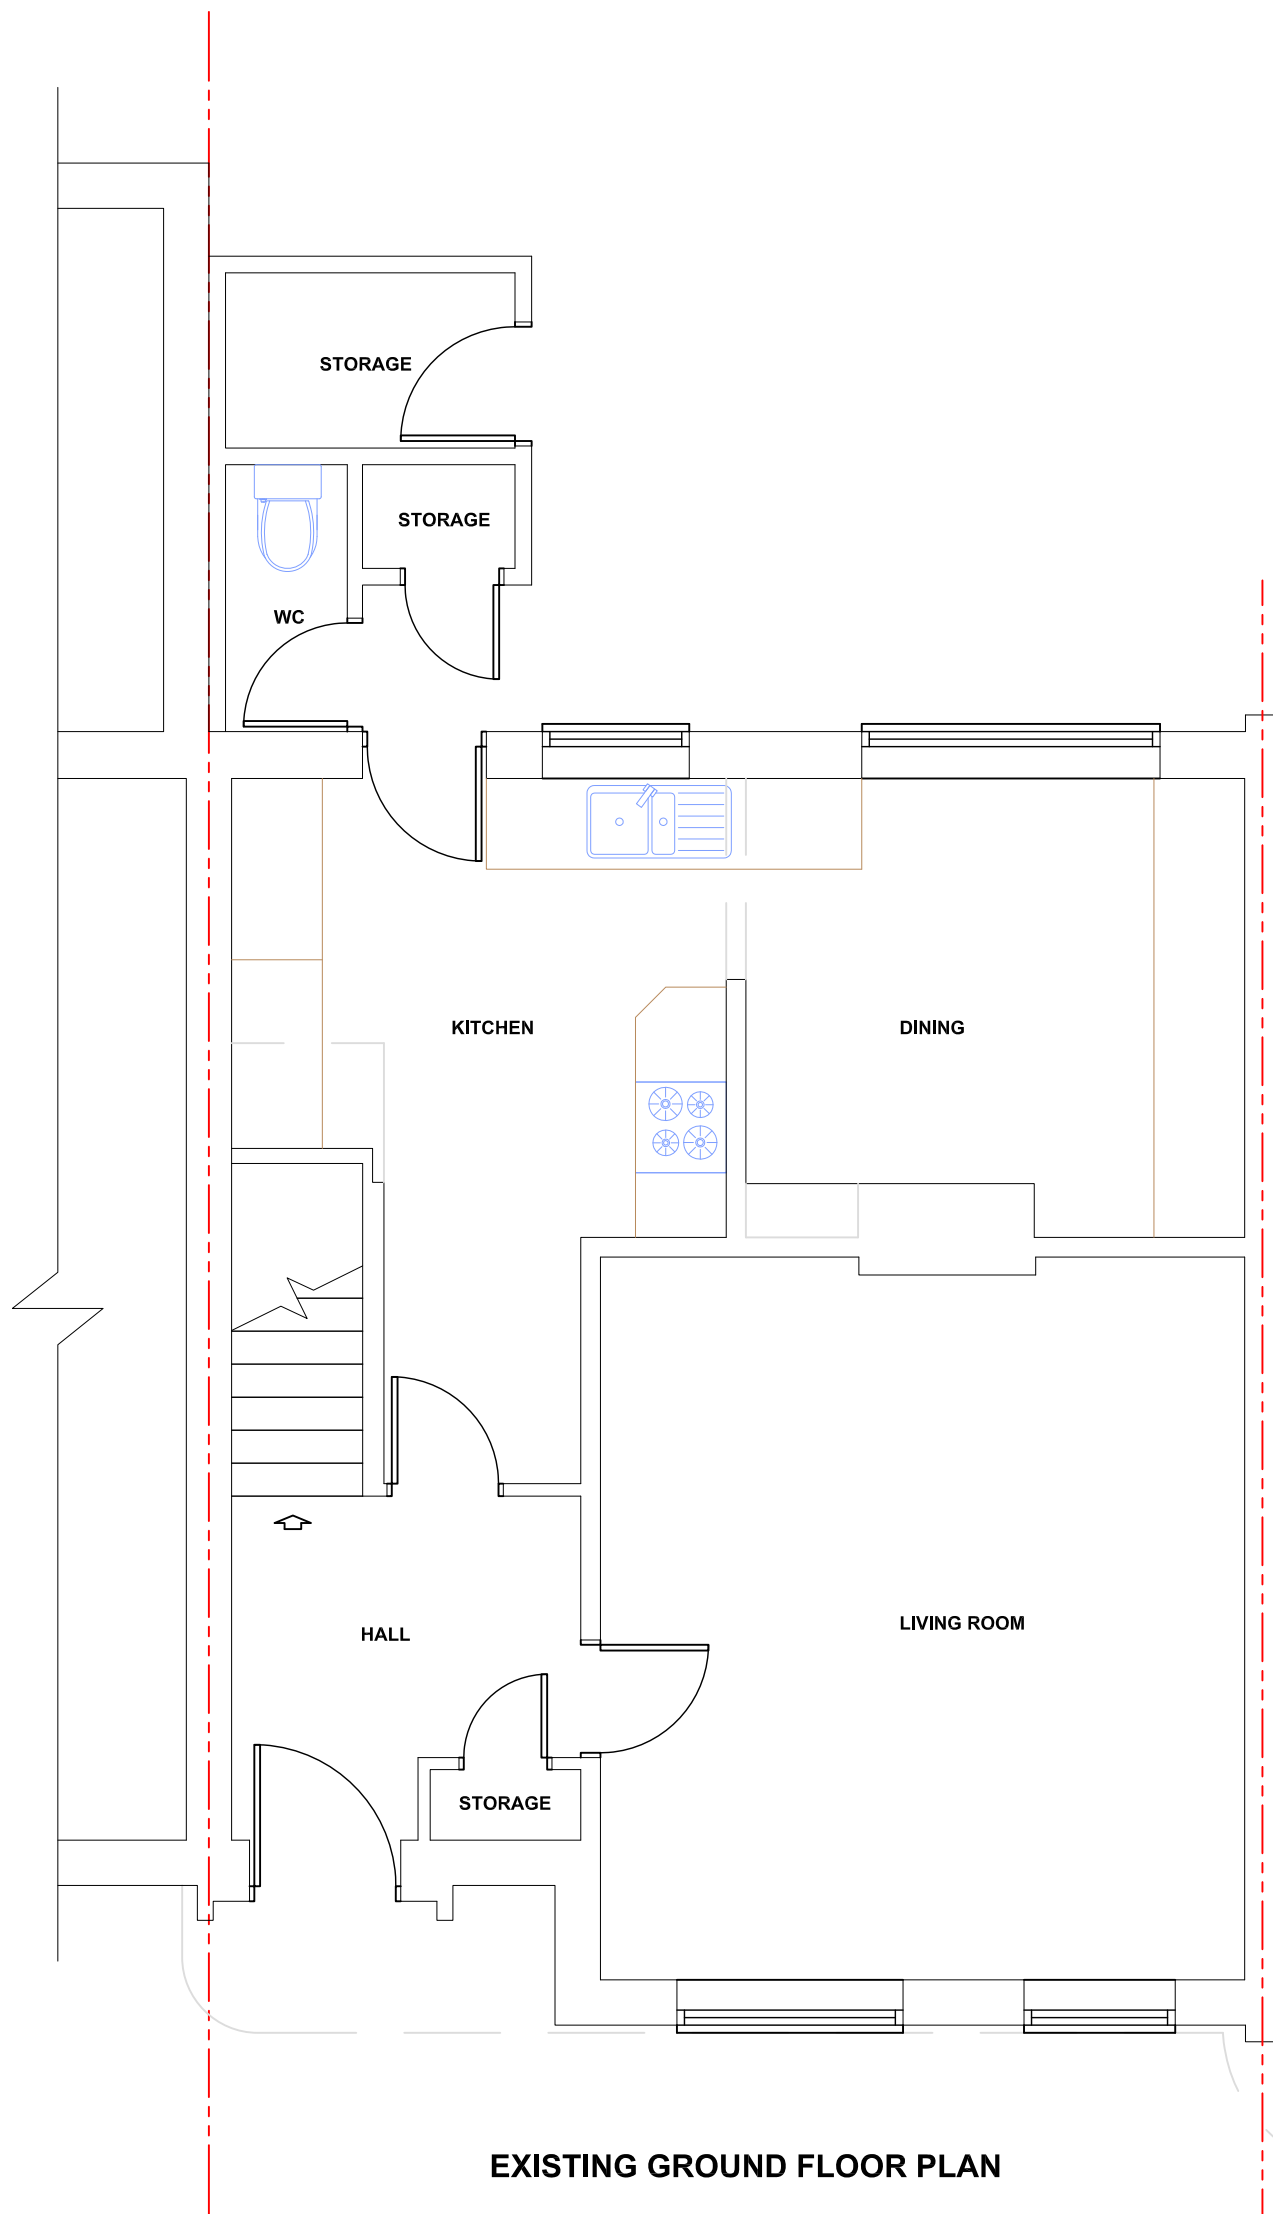 STORAGE
STORAGE
WC
KITCHEN
DINING
LIVING ROOM
HALL
STORAGE
EXISTING GROUND FLOOR PLAN